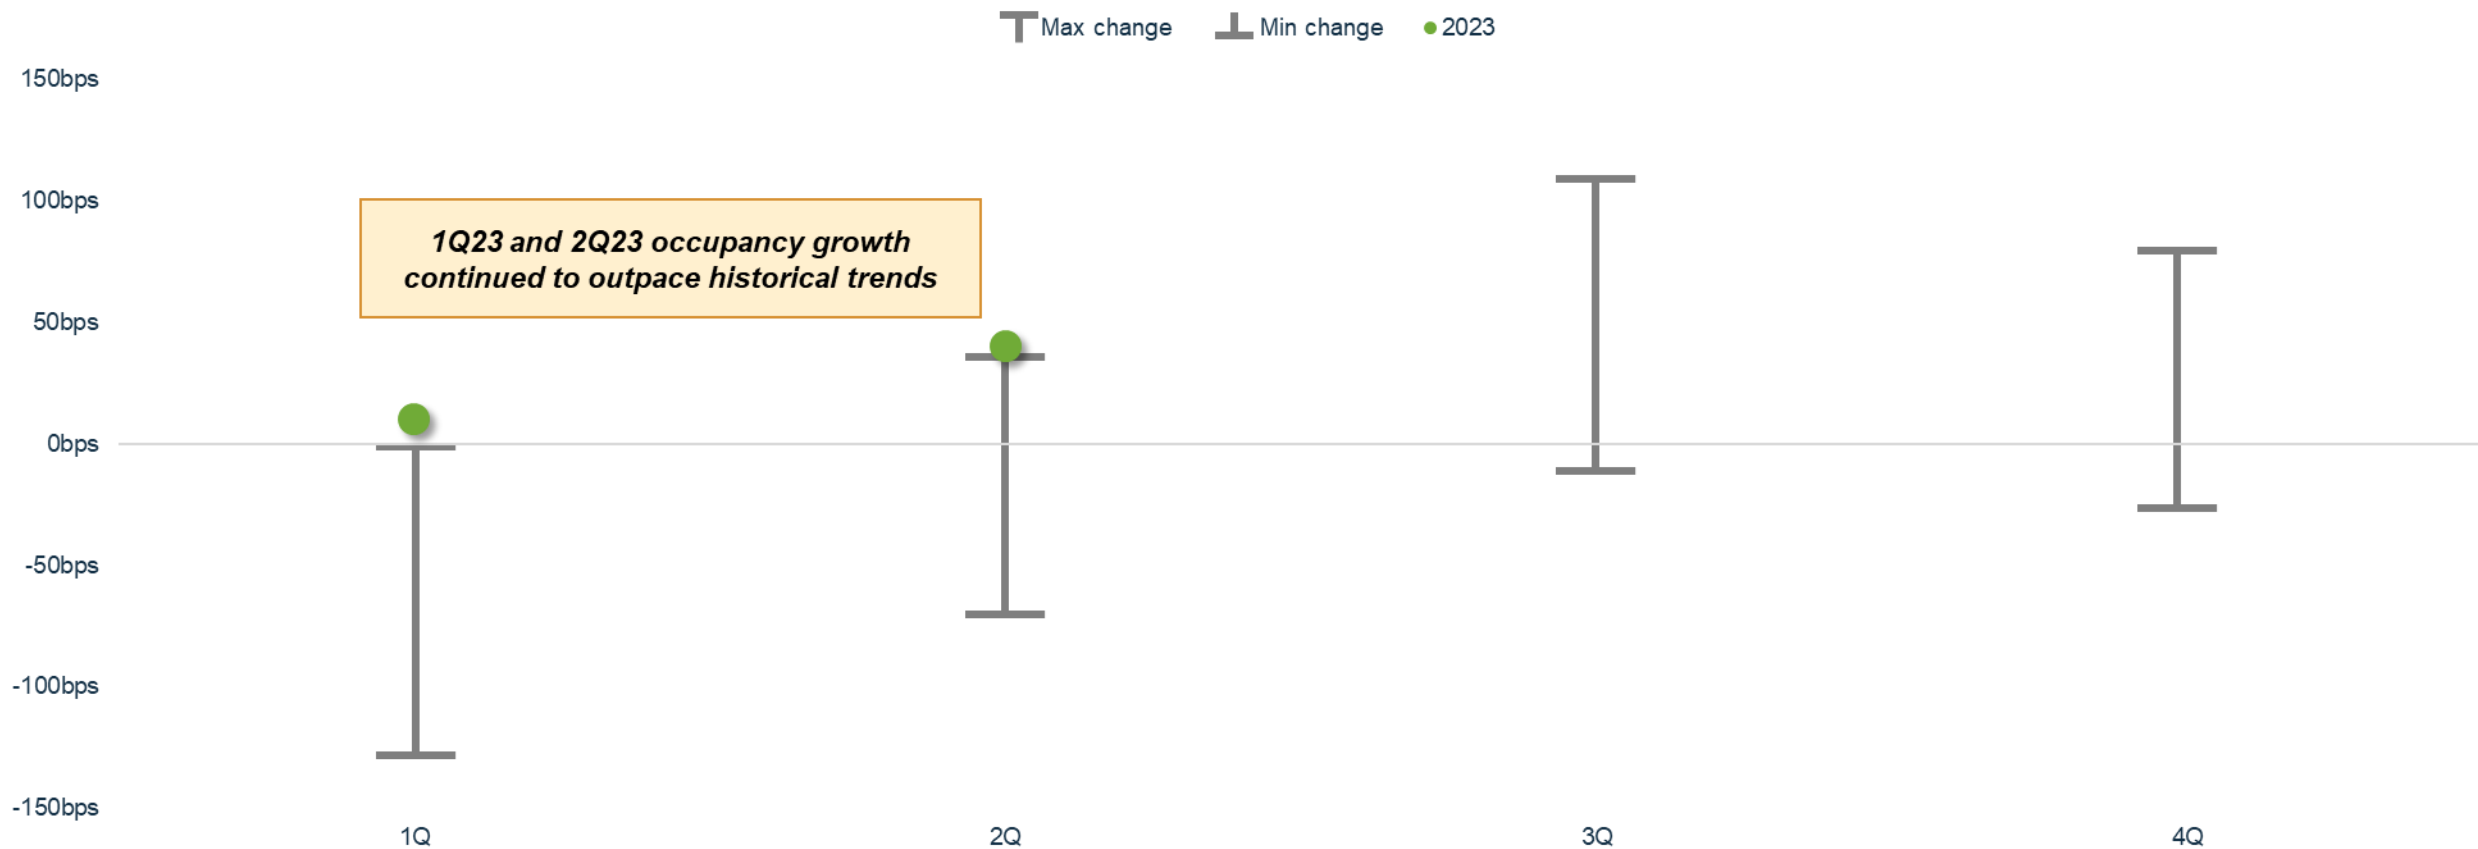 Max change
Min change
2023
150bps
100bps
50bps
0bps
-50bps
-100bps
-150bps
1Q23 and 2Q23 occupancy growth
continued to outpace historical trends
1Q
2Q
3Q
4Q